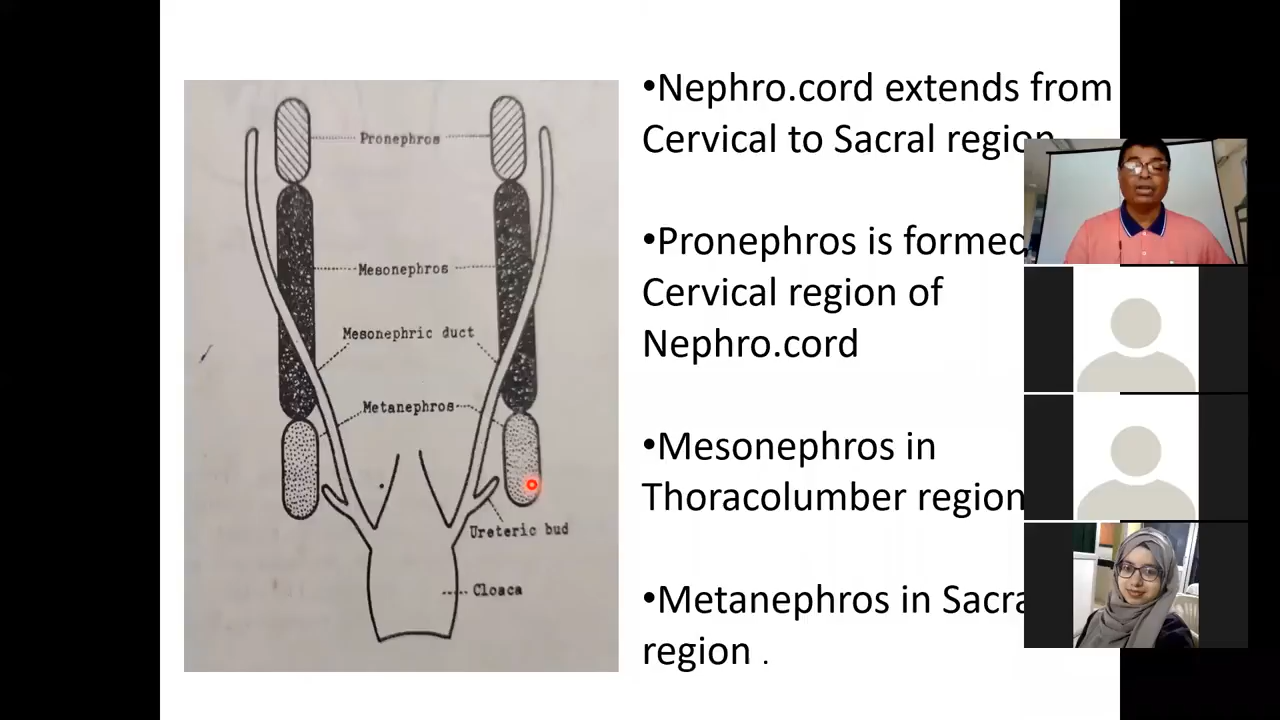 Pronephros
Mesonephros
Mesonephric duct
Metanephros
Ureteric bud
Cloaca
•Nephro.cord extends from
Cervical to Sacral region
•Pronephros is formed
Cervical region of
Nephro.cord
•Mesonephros in
Thoracolumber region
•Metanephros in Sacra
region .